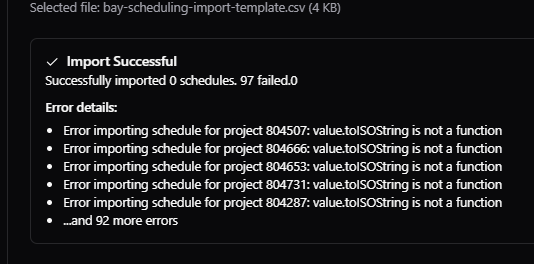 Selected file: bay-scheduling-import-template.csv (4 KB)
✓ Import Successful
Successfully imported 0 schedules. 97 failed.0
Error details:
• Error importing schedule for project 804507: value.toISOString is not a function
• Error importing schedule for project 804666: value.toISOString is not a function
• Error importing schedule for project 804653: value.toISOString is not a function
• Error importing schedule for project 804731: value.toISOString is not a function
• Error importing schedule for project 804287: value.toISOString is not a function
• ...and 92 more errors